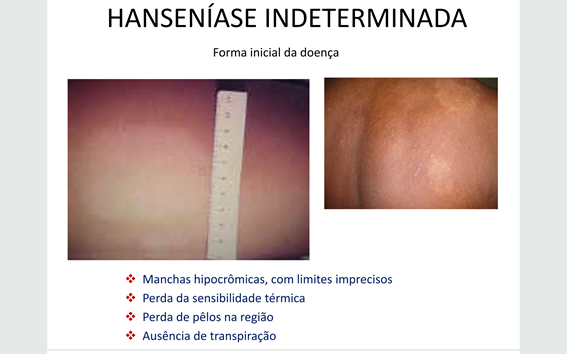 HANSENÍASE INDETERMINADA
Forma inicial da doença
Manchas hipocrômicas, com limites imprecisos
Perda da sensibilidade térmica
Perda de pêlos na região
Ausência de transpiração